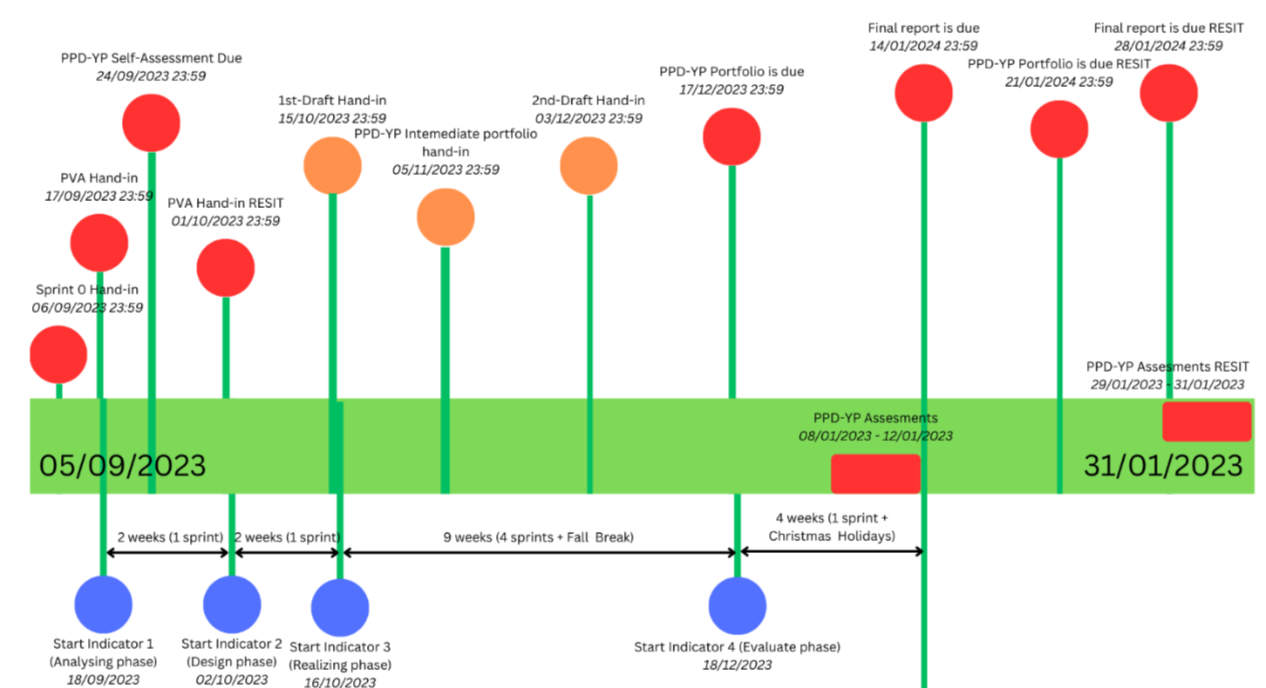 Final report is due
14/01/2024 23:59
Final report is due RESIT
28/01/2024 23:59
PPD-YP Self-Assessment Due
24/09/2023 23:59
PPD-YP Portfolio is due
17/12/2023 23:59
PPD-YP Portfolio is due RESIT
21/01/2024 23:59
1st-Draft Hand-in
15/10/2023 23:59
2nd-Draft Hand-in
03/12/2023 23:59
PPD-YP Intemediate portfolio
hand-in
05/11/2023 23:59
PVA Hand-in
17/09/2023 23:59
PVA Hand-in RESIT
01/10/2023 23:59
Sprint 0 Hand-in
06/09/2023 23:59
PPD-YP Assesments RESIT
29/01/2023 - 31/01/2023
PPD-YP Assesments
08/01/2023 - 12/01/2023
05/09/2023
31/01/2023
2 weeks (1 sprint)
2 weeks (1 sprint)
9 weeks (4 sprints + Fall Break)
4 weeks (1 sprint +
Christmas Holidays)
Start Indicator 1
(Analysing phase)
18/09/2023
Start Indicator 2
(Design phase)
02/10/2023
Start Indicator 3
(Realizing phase)
16/10/2023
Start Indicator 4 (Evaluate phase)
18/12/2023